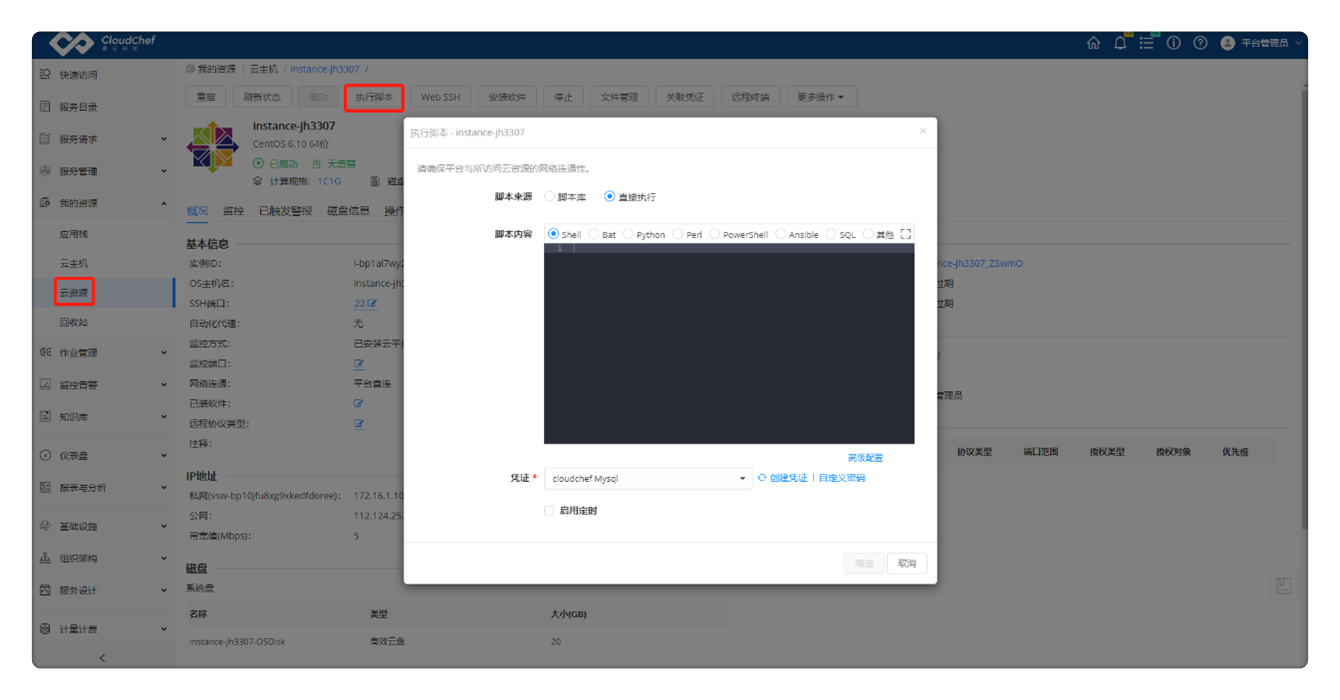 CloudChef
平台管理员
快速访问
服务目录
服务请求
服务管理
我的资源
应用栈
云主机
云资源
回收站
作业管理
监控告警
知识库
仪表盘
报表与分析
基础设施
组织架构
服务设计
计量计费
我的资源 | 云主机 / instance-jh3307 /
重启 刷新状态 启动 执行脚本 Web SSH 安装软件 停止 文件管理 关联凭证 远程终端 更多操作
instance-jh3307
CentOS 6.10 64位
已启动 无告警
计算规格: 1C1G 磁盘
概况 监控 已触发警报 磁盘信息 操作
基本信息
实例ID: i-bp1al7wy2
OS主机名: instance-jh3
SSH端口: 22
自动化代理: 无
监控方式: 已安装云平台
监控端口:
网络连通: 平台直连
已装软件:
远程协议类型:
注释:
IP地址
私网(vsw-bp10jfu8xg9xkedfdoree): 172.16.1.10
公网: 112.124.25.
带宽值(Mbps): 5
磁盘
系统盘
名称 类型 大小(GB)
instance-jh3307-OSDisk 高效云盘 20
执行脚本 - instance-jh3307
请确保平台与所访问云资源的网络连通性。
脚本来源 脚本库 直接执行
脚本内容 Shell Bat Python Perl PowerShell Ansible SQL 其他
1
高级配置
凭证 * cloudchef Mysql 创建凭证 | 自定义密码
启用定时
确定 取消
nce-jh3307_ZSwmO
过期
过期
管理员
协议类型 端口范围 授权类型 授权对象 优先级